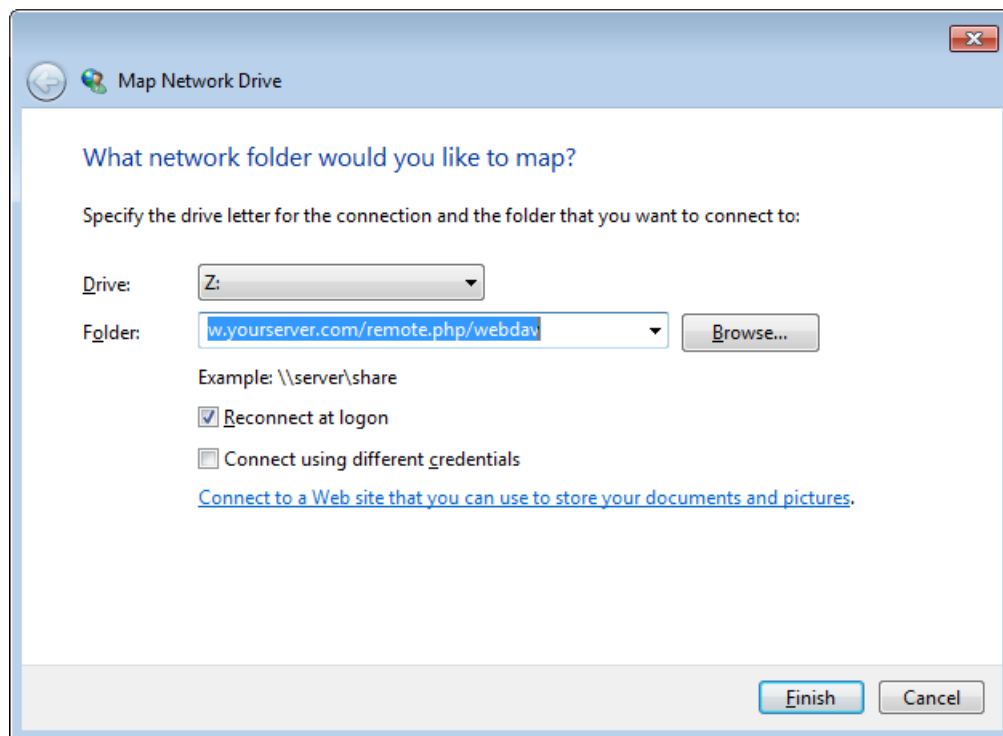 Map Network Drive
What network folder would you like to map?
Specify the drive letter for the connection and the folder that you want to connect to:
Drive: Z:
Folder: w.yourserver.com/remote.php/webdav Browse...
Example: \\server\share
Reconnect at logon
Connect using different credentials
Connect to a Web site that you can use to store your documents and pictures.
Finish Cancel